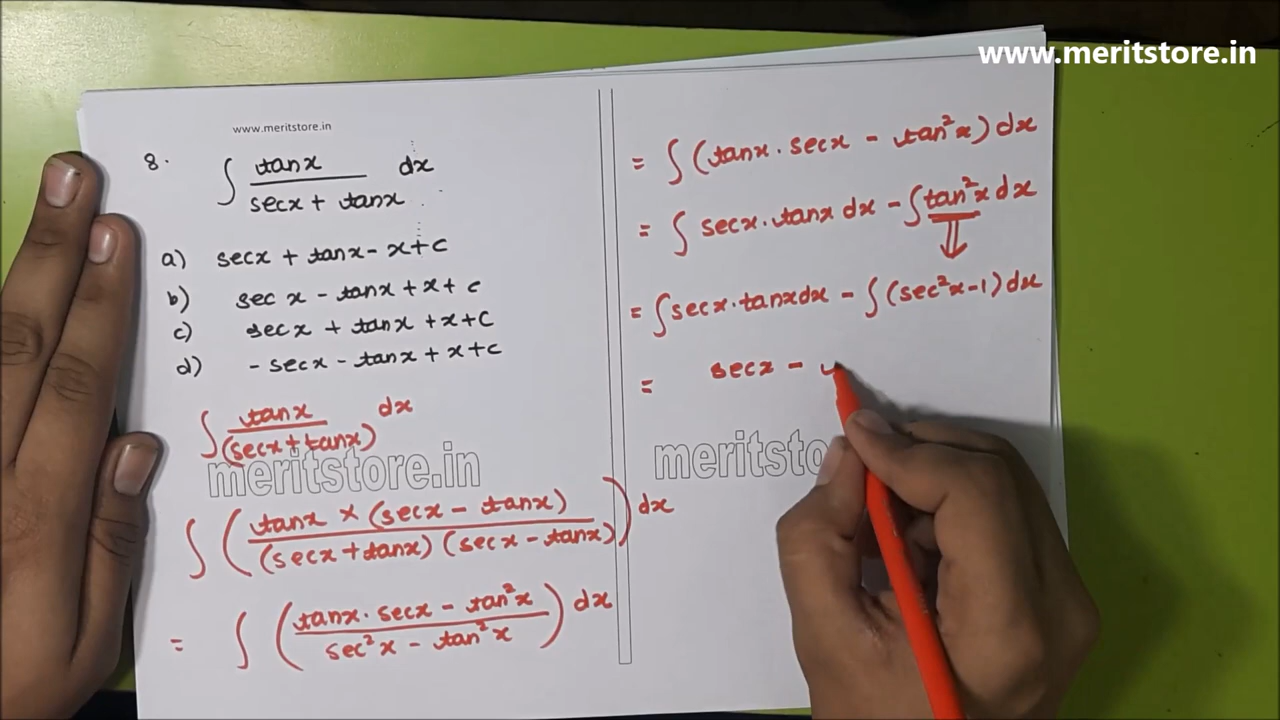 www.meritstore.in
www.meritstore.in
8. ∫ tanx / secx + tanx dx
a) secx + tanx - x + c
b) sec x - tanx + x + c
c) secx + tanx + x + C
d) - secx - tanx + x + c
∫ tanx / (secx + tanx) dx
meritstore.in
∫ ( tanx × (secx - tanx) / (secx + tanx) (secx - tanx) ) dx
= ∫ ( tanx · secx - tan²x / sec²x - tan²x ) dx
= ∫ (tanx · secx - tan²x) dx
= ∫ secx · tanx dx - ∫ tan²x dx
= ∫ secx · tanx dx - ∫ (sec²x - 1) dx
= secx -